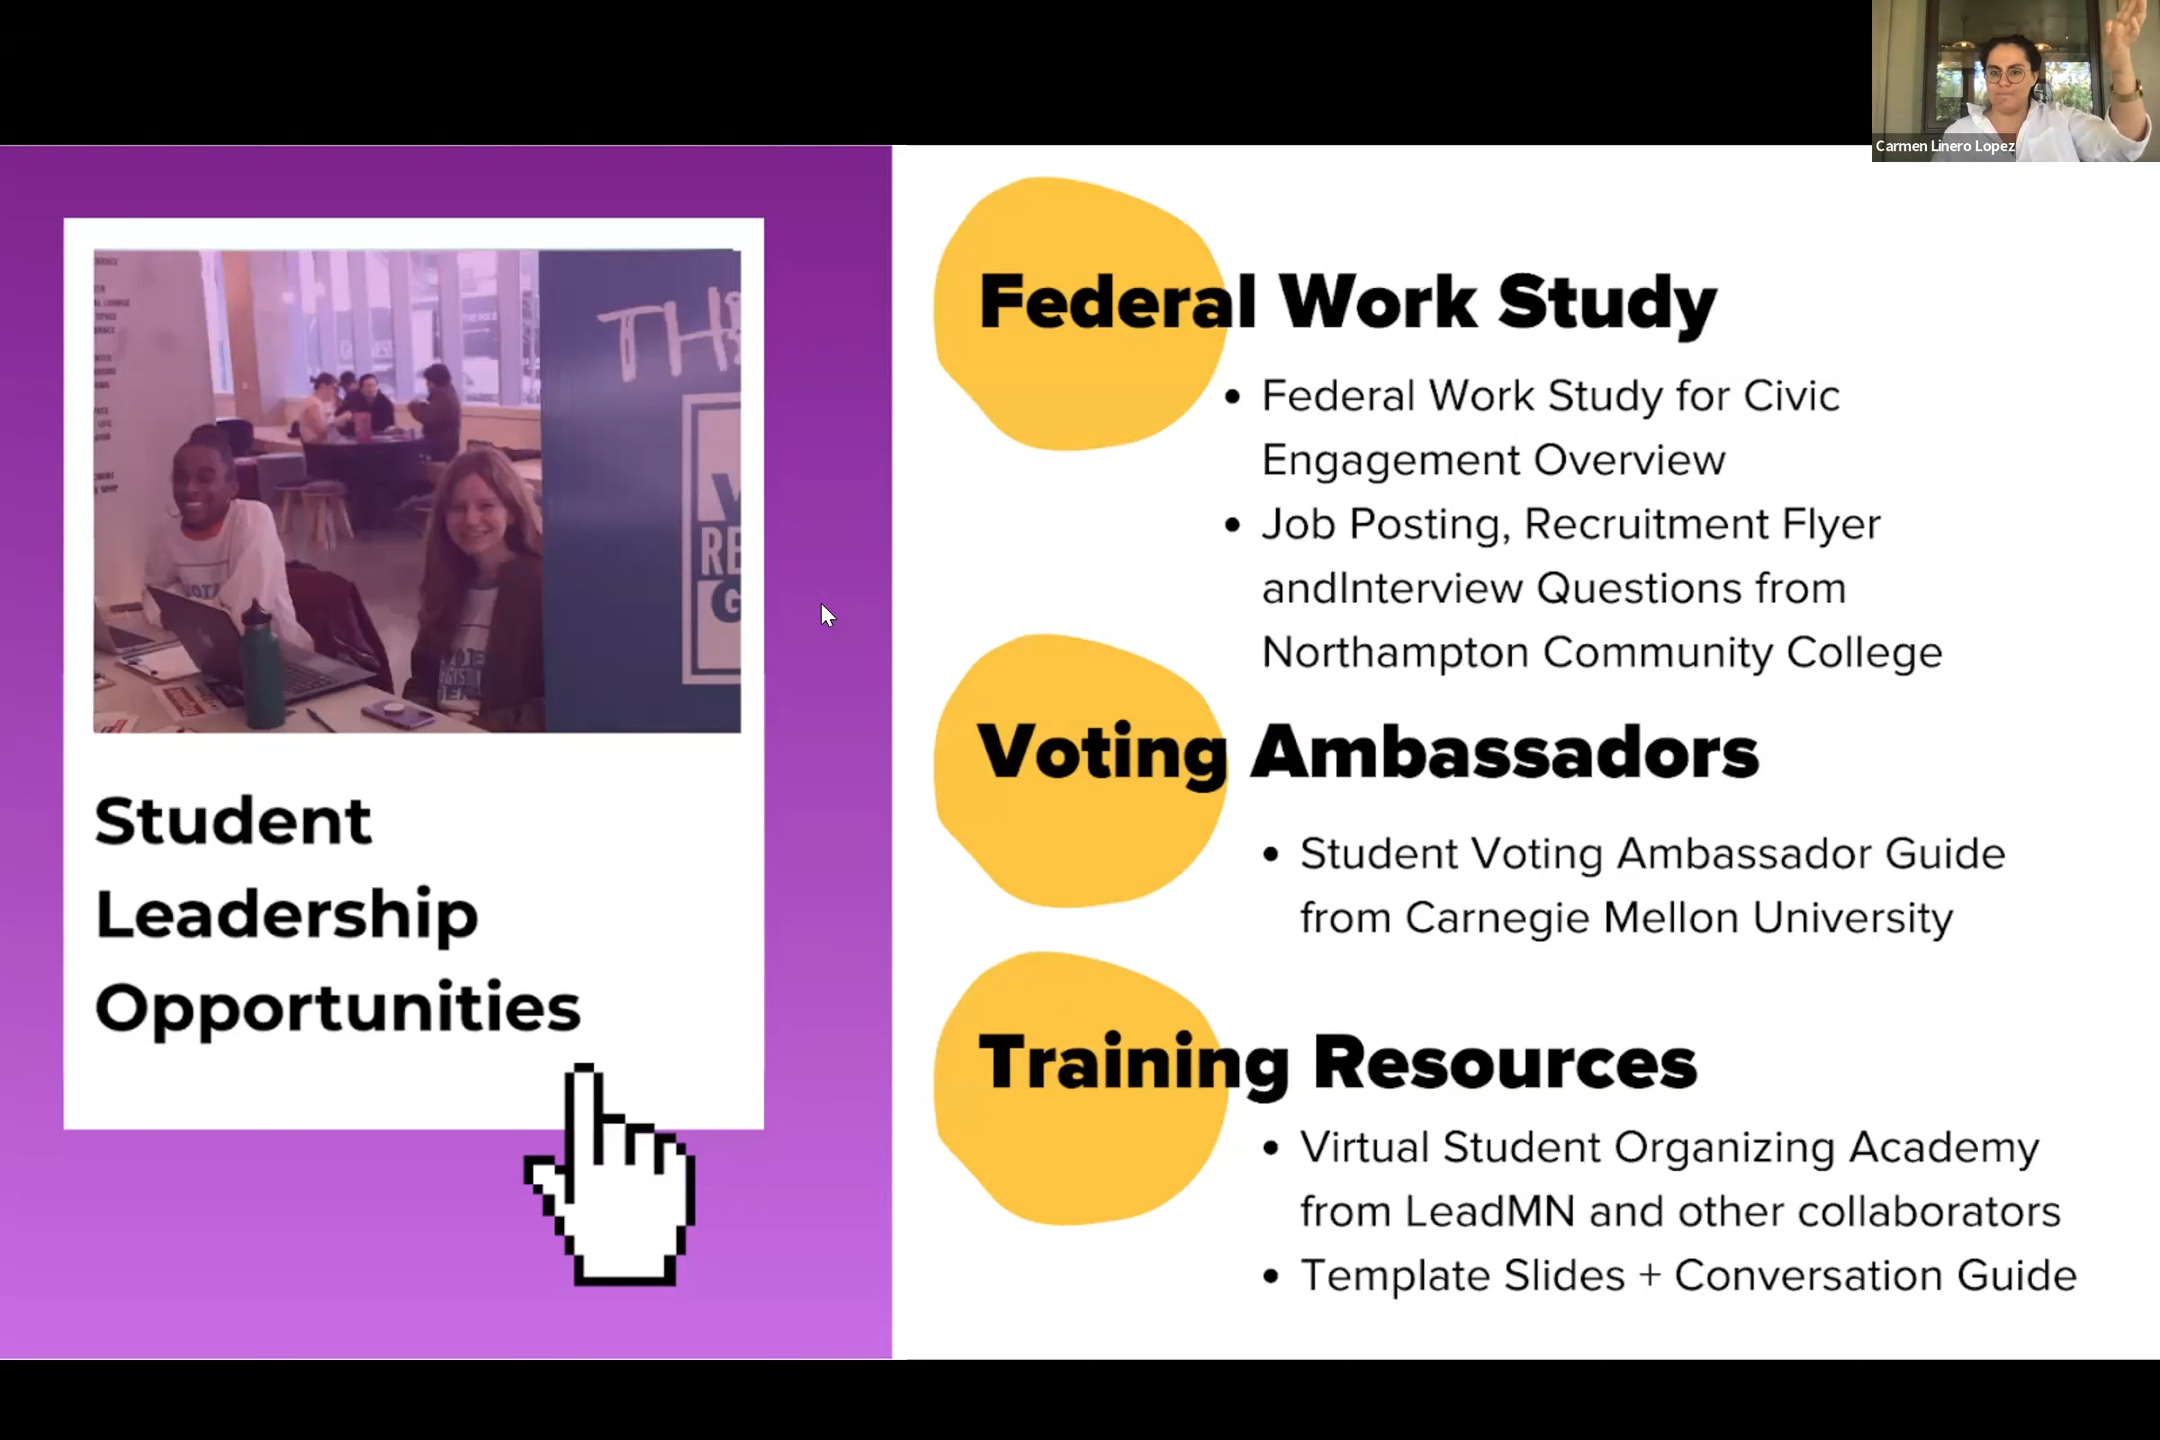 Carmen Linero Lopez
TH
RE
G
Student
Leadership
Opportunities
Federal Work Study
• Federal Work Study for Civic
Engagement Overview
• Job Posting, Recruitment Flyer
andInterview Questions from
Northampton Community College
Voting Ambassadors
• Student Voting Ambassador Guide
from Carnegie Mellon University
Training Resources
• Virtual Student Organizing Academy
from LeadMN and other collaborators
• Template Slides + Conversation Guide